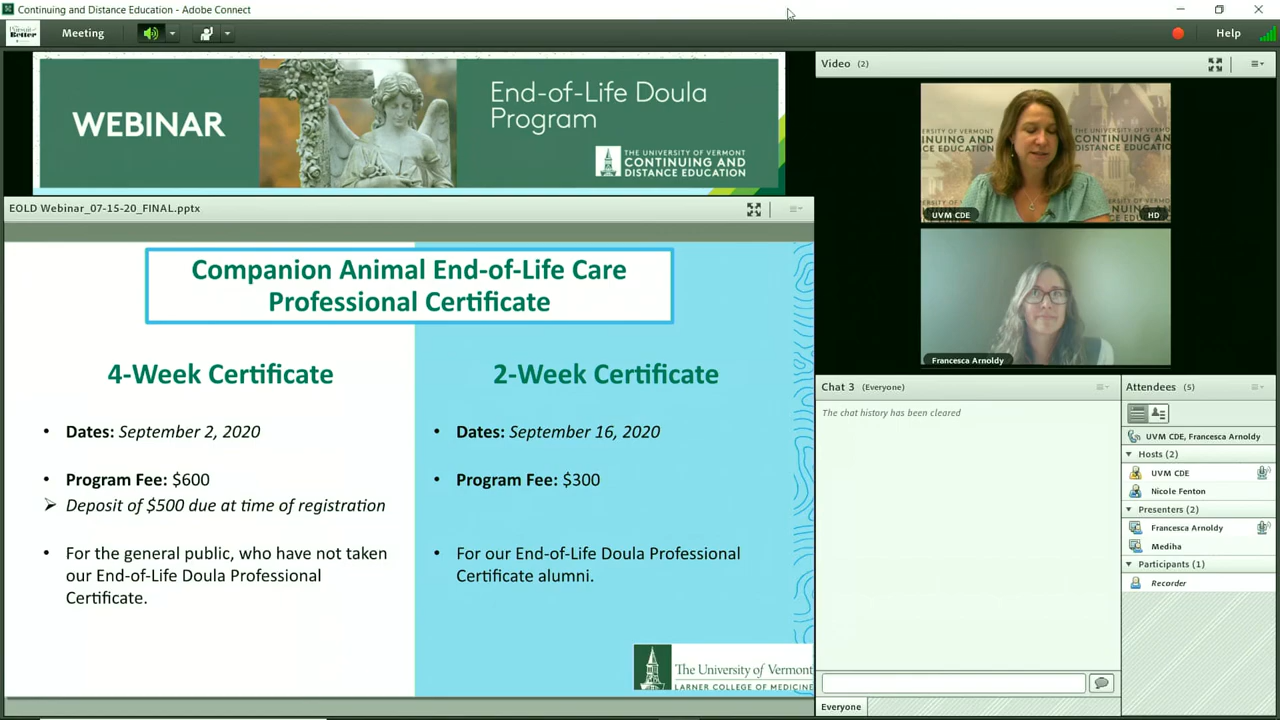 Continuing and Distance Education - Adobe Connect
Pursuit of
Better
Meeting
Help
WEBINAR
End-of-Life Doula
Program
THE UNIVERSITY OF VERMONT
CONTINUING AND
DISTANCE EDUCATION
Video (2)
UVM CDE
HD
Francesca Arnoldy
EOLD Webinar_07-15-20_FINAL.pptx
Companion Animal End-of-Life Care
Professional Certificate
4-Week Certificate
• Dates: September 2, 2020
• Program Fee: $600
➢ Deposit of $500 due at time of registration
• For the general public, who have not taken
our End-of-Life Doula Professional
Certificate.
2-Week Certificate
• Dates: September 16, 2020
• Program Fee: $300
• For our End-of-Life Doula Professional
Certificate alumni.
The University of Vermont
LARNER COLLEGE OF MEDICINE
Chat 3 (Everyone)
The chat history has been cleared
Everyone
Attendees (5)
UVM CDE, Francesca Arnoldy
Hosts (2)
UVM CDE
Nicole Fenton
Presenters (2)
Francesca Arnoldy
Mediha
Participants (1)
Recorder